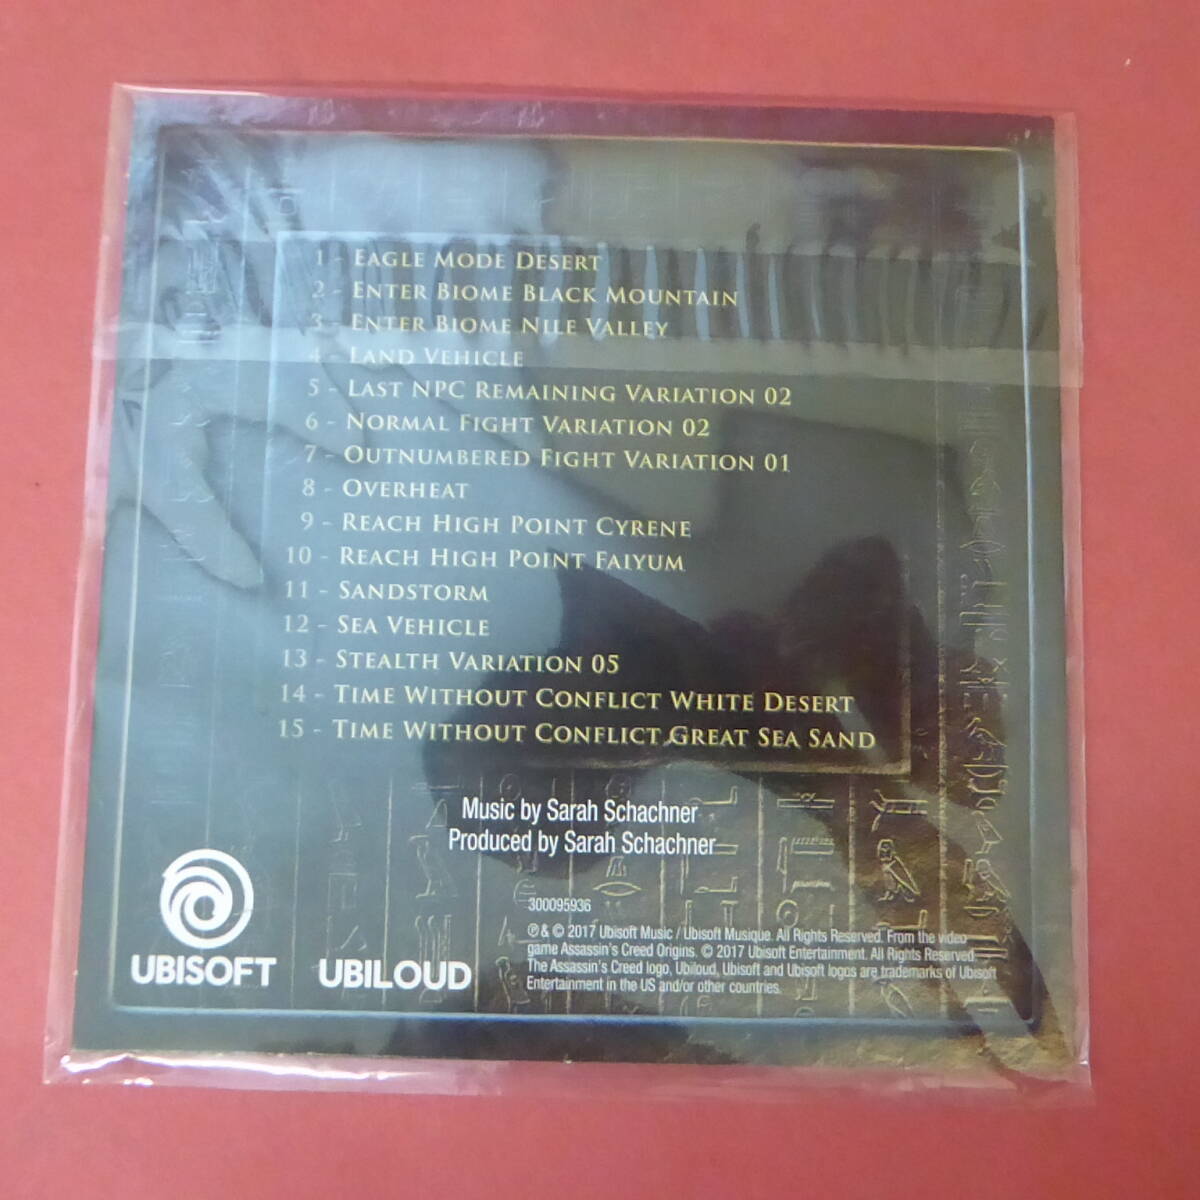 1 - EAGLE MODE DESERT
2 - ENTER BIOME BLACK MOUNTAIN
3 - ENTER BIOME NILE VALLEY
4 - LAND VEHICLE
5 - LAST NPC REMAINING VARIATION 02
6 - NORMAL FIGHT VARIATION 02
7 - OUTNUMBERED FIGHT VARIATION 01
8 - OVERHEAT
9 - REACH HIGH POINT CYRENE
10 - REACH HIGH POINT FAIYUM
11 - SANDSTORM
12 - SEA VEHICLE
13 - STEALTH VARIATION 05
14 - TIME WITHOUT CONFLICT WHITE DESERT
15 - TIME WITHOUT CONFLICT GREAT SEA SAND
Music by Sarah Schachner
Produced by Sarah Schachner
UBISOFT
UBILOUD
300095936
℗ & © 2017 Ubisoft Music / Ubisoft Musique. All Rights Reserved. From the video
game Assassin's Creed Origins. © 2017 Ubisoft Entertainment. All Rights Reserved.
The Assassin's Creed logo, Ubiloud, Ubisoft and Ubisoft logos are trademarks of Ubisoft
Entertainment in the US and/or other countries.